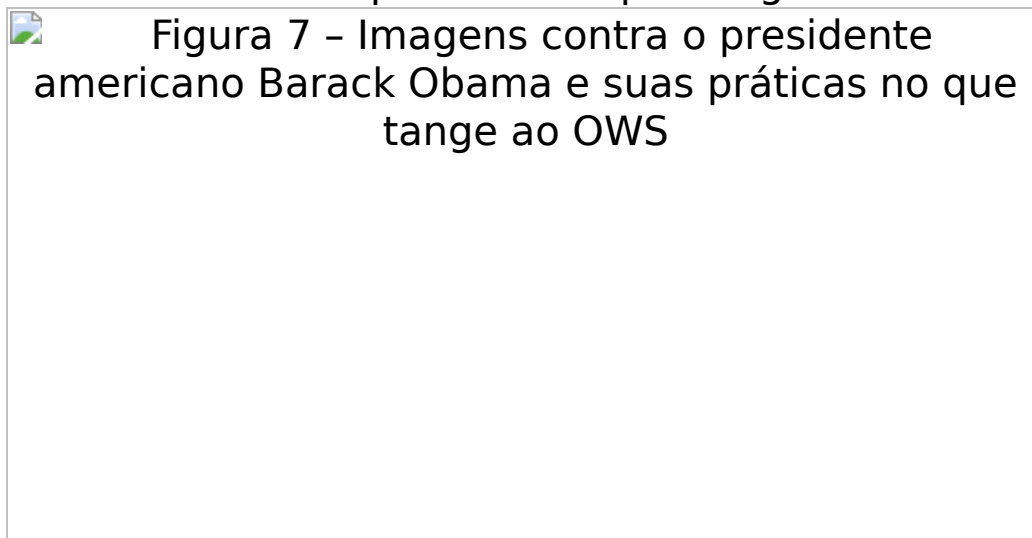 Figura 7 – Imagens contra o presidente
americano Barack Obama e suas práticas no que
tange ao OWS